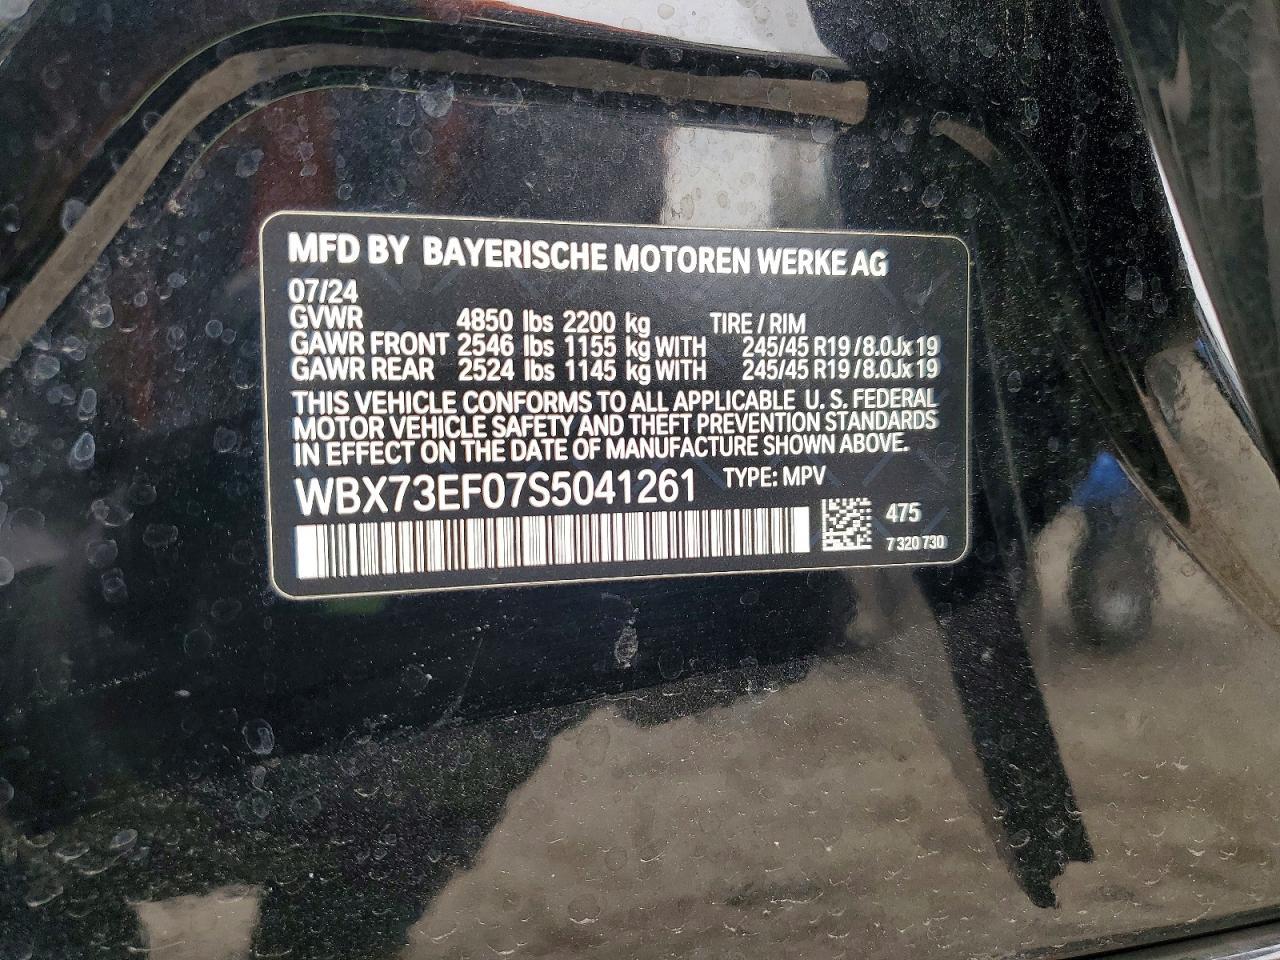 MFD BY BAYERISCHE MOTOREN WERKE AG
07/24
GVWR 4850 lbs 2200 kg TIRE / RIM
GAWR FRONT 2546 lbs 1155 kg WITH 245/45 R19 /8.0Jx19
GAWR REAR 2524 lbs 1145 kg WITH 245/45 R19 /8.0Jx19
THIS VEHICLE CONFORMS TO ALL APPLICABLE U. S. FEDERAL
MOTOR VEHICLE SAFETY AND THEFT PREVENTION STANDARDS
IN EFFECT ON THE DATE OF MANUFACTURE SHOWN ABOVE.
WBX73EF07S5041261 TYPE: MPV
475
7 320 730